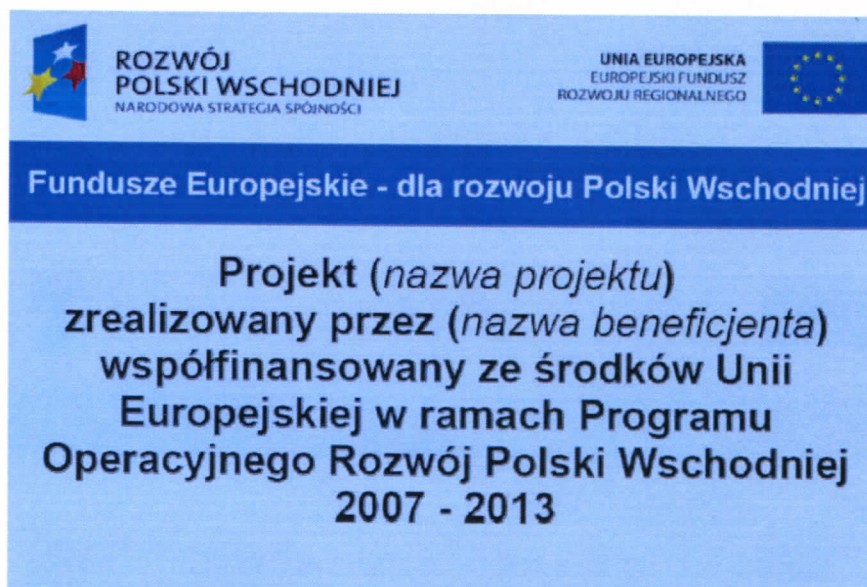 ROZWÓJ
POLSKI WSCHODNIEJ
NARODOWA STRATEGIA SPÓJNOŚCI
UNIA EUROPEJSKA
EUROPEJSKI FUNDUSZ
ROZWOJU REGIONALNEGO
Fundusze Europejskie - dla rozwoju Polski Wschodniej
Projekt (nazwa projektu)
zrealizowany przez (nazwa beneficjenta)
współfinansowany ze środków Unii
Europejskiej w ramach Programu
Operacyjnego Rozwój Polski Wschodniej
2007 - 2013